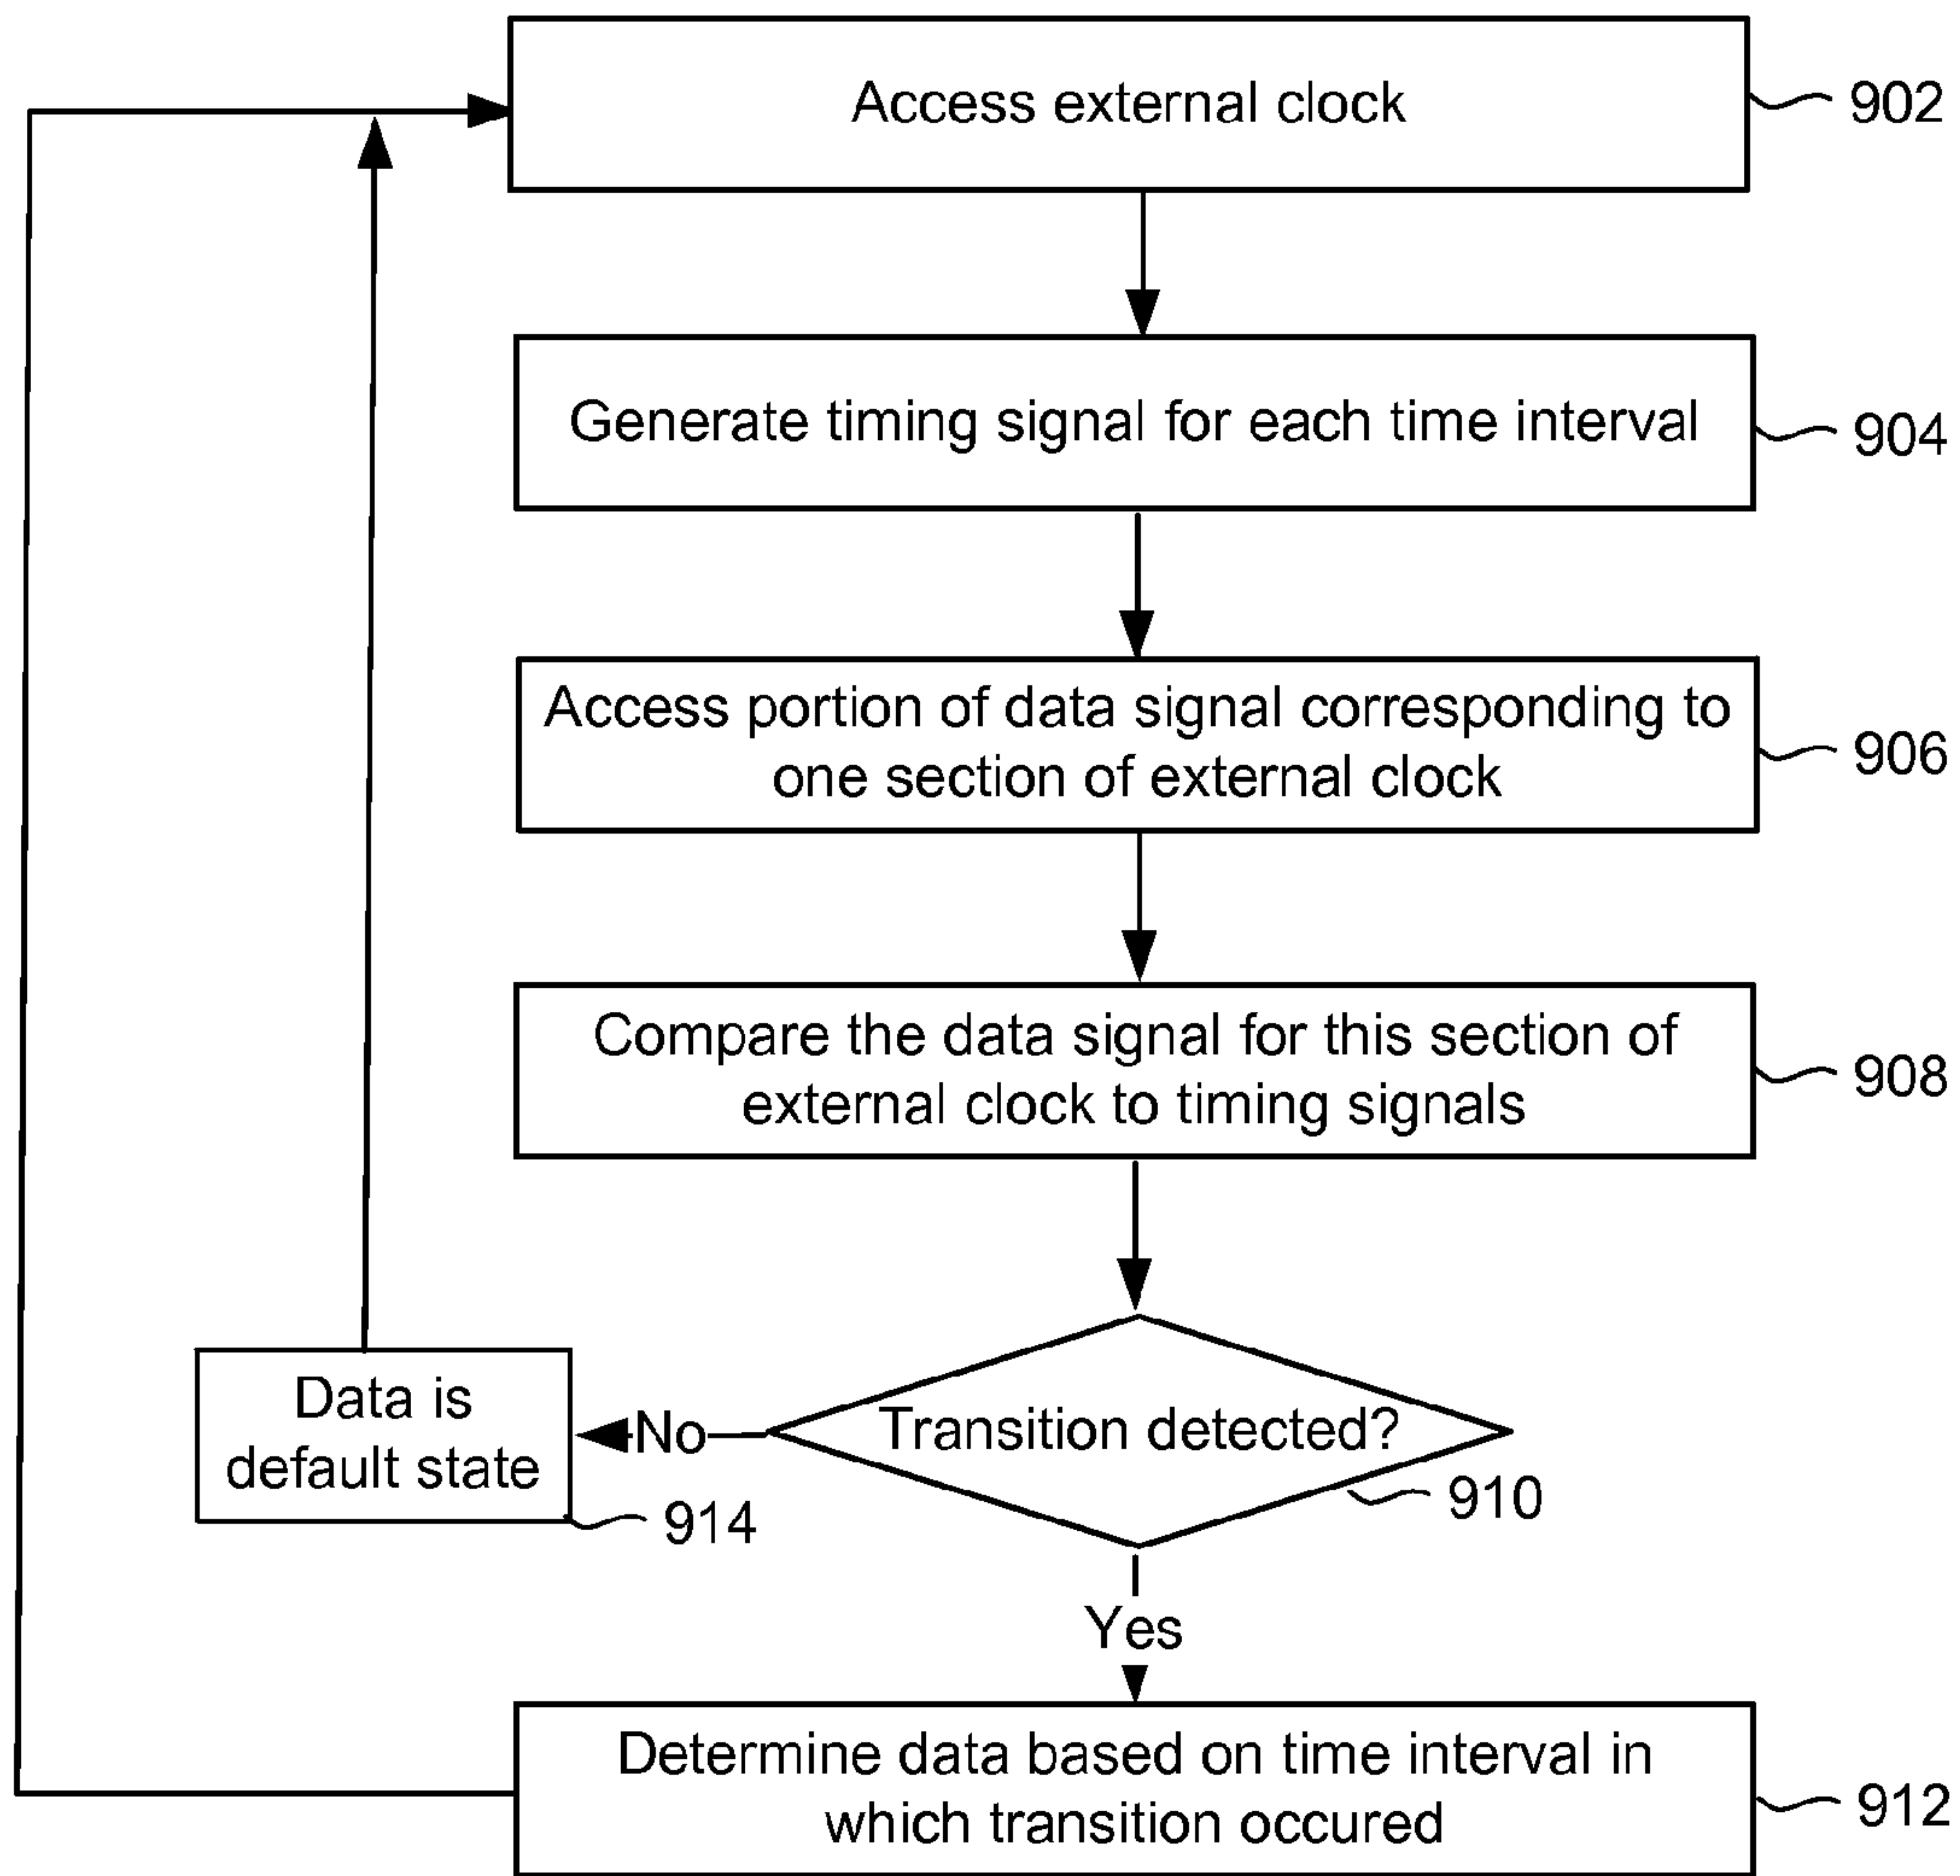 Access external clock
902
Generate timing signal for each time interval
904
Access portion of data signal corresponding to
one section of external clock
906
Compare the data signal for this section of
external clock to timing signals
908
Transition detected?
910
No
Data is
default state
914
Yes
Determine data based on time interval in
which transition occured
912